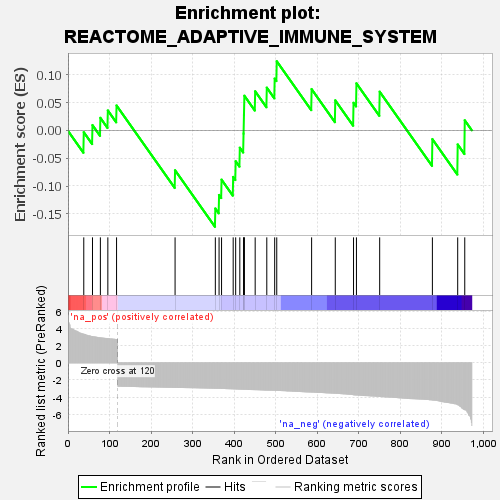 Enrichment plot:
REACTOME_ADAPTIVE_IMMUNE_SYSTEM
Enrichment score (ES)
0.10
0.05
0.00
-0.05
-0.10
-0.15
Ranked list metric (PreRanked)
6
4
2
0
-2
-4
-6
'na_pos' (positively correlated)
Zero cross at 120
'na_neg' (negatively correlated)
0 100 200 300 400 500 600 700 800 900 1,000
Rank in Ordered Dataset
Enrichment profile Hits Ranking metric scores